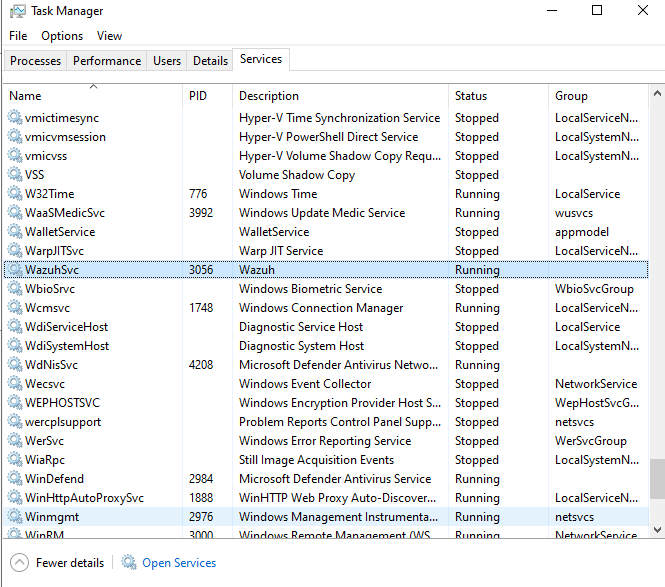 Task Manager
File Options View
Processes Performance Users Details Services
Name PID Description Status Group
vmictimesync Hyper-V Time Synchronization Service Stopped LocalServiceN...
vmicvmsession Hyper-V PowerShell Direct Service Stopped LocalSystemN...
vmicvss Hyper-V Volume Shadow Copy Requ... Stopped LocalSystemN...
VSS Volume Shadow Copy Stopped
W32Time 776 Windows Time Running LocalService
WaaSMedicSvc 3992 Windows Update Medic Service Running wusvcs
WalletService WalletService Stopped appmodel
WarpJITSvc Warp JIT Service Stopped LocalServiceN...
WazuhSvc 3056 Wazuh Running
WbioSrvc Windows Biometric Service Stopped WbioSvcGroup
Wcmsvc 1748 Windows Connection Manager Running LocalServiceN...
WdiServiceHost Diagnostic Service Host Stopped LocalService
WdiSystemHost Diagnostic System Host Stopped LocalSystemN...
WdNisSvc 4208 Microsoft Defender Antivirus Netwo... Running
Wecsvc Windows Event Collector Stopped NetworkService
WEPHOSTSVC Windows Encryption Provider Host S... Stopped WepHostSvcG...
wercplsupport Problem Reports Control Panel Supp... Stopped netsvcs
WerSvc Windows Error Reporting Service Stopped WerSvcGroup
WiaRpc Still Image Acquisition Events Stopped LocalSystemN...
WinDefend 2984 Microsoft Defender Antivirus Service Running
WinHttpAutoProxySvc 1888 WinHTTP Web Proxy Auto-Discover... Running LocalServiceN...
Winmgmt 2976 Windows Management Instrumenta... Running netsvcs
WinRM 3000 Windows Remote Management (WS... Running NetworkService
Fewer details Open Services